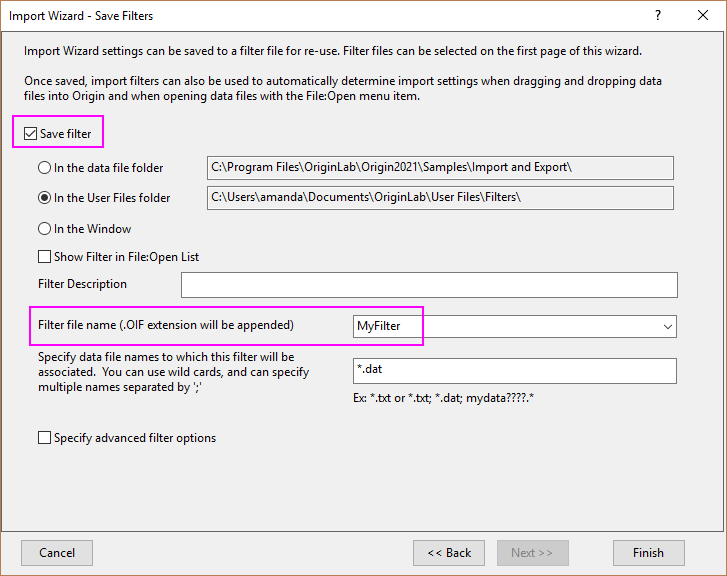 Import Wizard - Save Filters
?
Import Wizard settings can be saved to a filter file for re-use. Filter files can be selected on the first page of this wizard.
Once saved, import filters can also be used to automatically determine import settings when dragging and dropping data
files into Origin and when opening data files with the File:Open menu item.
Save filter
In the data file folder
C:\Program Files\OriginLab\Origin2021\Samples\Import and Export\
In the User Files folder
C:\Users\amanda\Documents\OriginLab\User Files\Filters\
In the Window
Show Filter in File:Open List
Filter Description
Filter file name (.OIF extension will be appended)
MyFilter
Specify data file names to which this filter will be
associated.  You can use wild cards, and can specify
multiple names separated by ';'
*.dat
Ex: *.txt or *.txt; *.dat; mydata????.*
Specify advanced filter options
Cancel
<< Back
Next >>
Finish